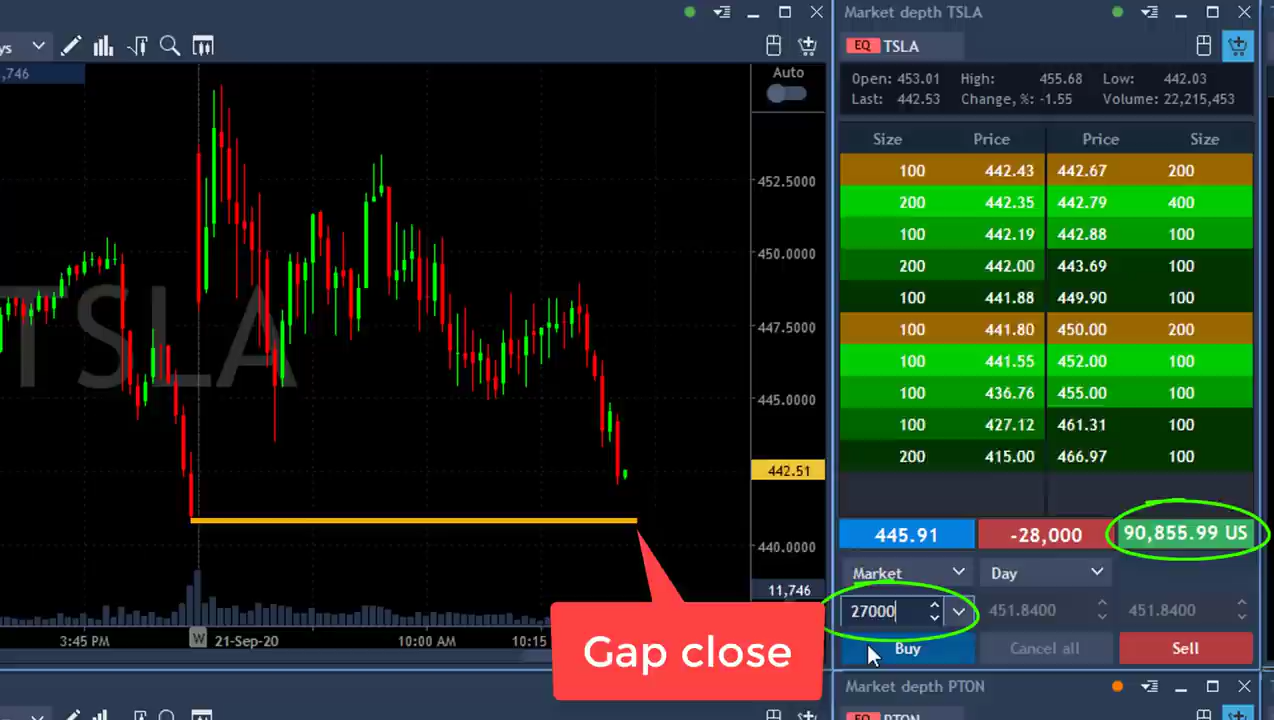 ys
,746
TSLA
Auto
452.5000
450.0000
447.5000
445.0000
442.51
440.0000
11,746
3:45 PM
W
21-Sep-20
10:00 AM
10:15
Gap close
Market depth TSLA
EQ TSLA
Open: 453.01 High: 455.68 Low: 442.03
Last: 442.53 Change, %: -1.55 Volume: 22,215,453
Size Price Price Size
100 442.43 442.67 200
200 442.35 442.79 400
100 442.19 442.88 100
200 442.00 443.69 100
100 441.88 449.90 100
100 441.80 450.00 200
100 441.55 452.00 100
100 436.76 455.00 100
100 427.12 461.31 100
200 415.00 466.97 100
445.91 -28,000 90,855.99 US
Market Day
27000 451.8400 451.8400
Buy Cancel all Sell
Market depth PTON
EQ PTON